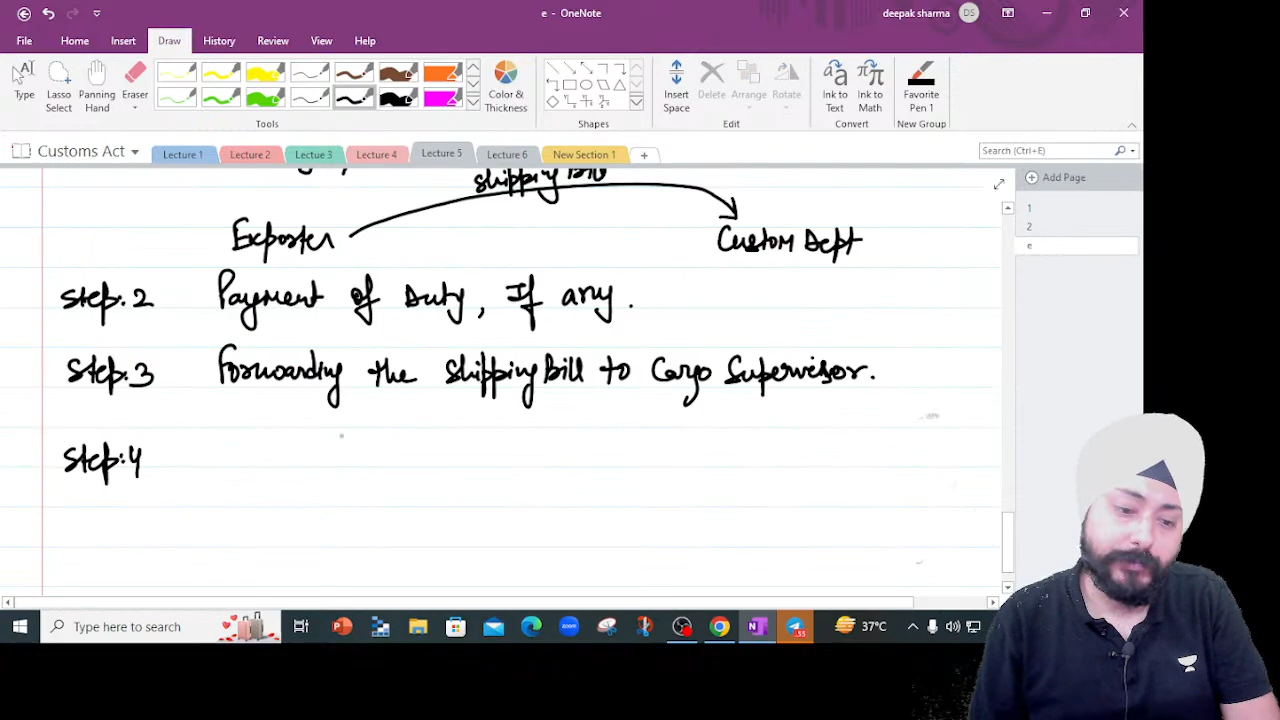 e - OneNote
deepak sharma
DS
File
Home
Insert
Draw
History
Review
View
Help
Type
Lasso Select
Panning Hand
Eraser
Color & Thickness
Insert Space
Delete
Arrange
Rotate
Ink to Text
Ink to Math
Favorite Pen 1
Tools
Shapes
Edit
Convert
New Group
Customs Act
Lecture 1
Lecture 2
Lectue 3
Lecture 4
Lecture 5
Lecture 6
New Section 1
Search (Ctrl+E)
Add Page
1
2
e
Shipping Bill
Exporter
Custom Dept
Step:2 Payment of Duty, If any.
Step:3 Forwarding the Shipping Bill to Cargo Supervisor.
Step:4
Type here to search
55
37°C